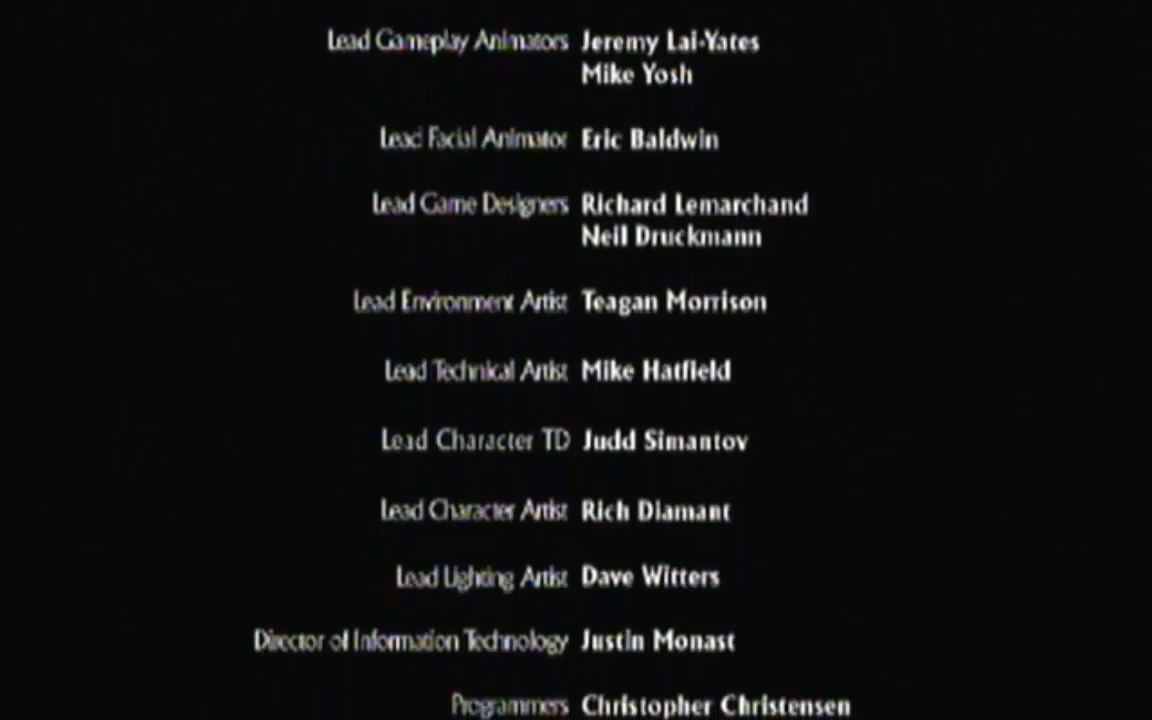 Lead Gameplay Animators Jeremy Lai-Yates
Mike Yosh
Lead Facial Animator Eric Baldwin
Lead Game Designers Richard Lemarchand
Neil Druckmann
Lead Environment Artist Teagan Morrison
Lead Technical Artist Mike Hatfield
Lead Character TD Judd Simantov
Lead Character Artist Rich Diamant
Lead Lighting Artist Dave Witters
Director of Information Technology Justin Monast
Programmers Christopher Christensen